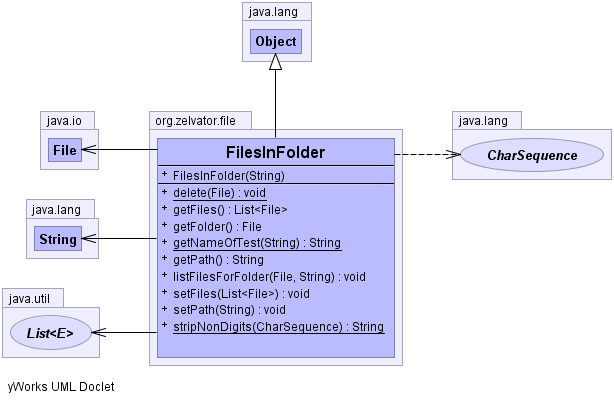 java.lang
Object
java.io
File
org.zelvator.file
FilesInFolder
+ FilesInFolder(String)
+ delete(File) : void
+ getFiles() : List<File>
+ getFolder() : File
+ getNameOfTest(String) : String
+ getPath() : String
+ listFilesForFolder(File, String) : void
+ setFiles(List<File>) : void
+ setPath(String) : void
+ stripNonDigits(CharSequence) : String
java.lang
CharSequence
java.lang
String
java.util
List<E>
yWorks UML Doclet